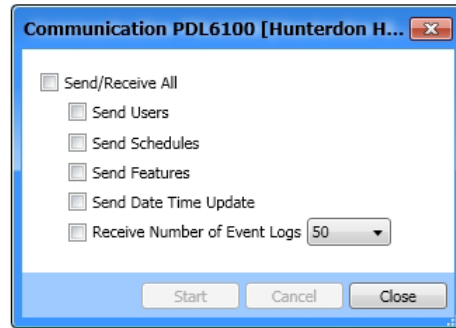 Communication PDL6100 [Hunterdon H...
Send/Receive All
Send Users
Send Schedules
Send Features
Send Date Time Update
Receive Number of Event Logs 50
Start Cancel Close